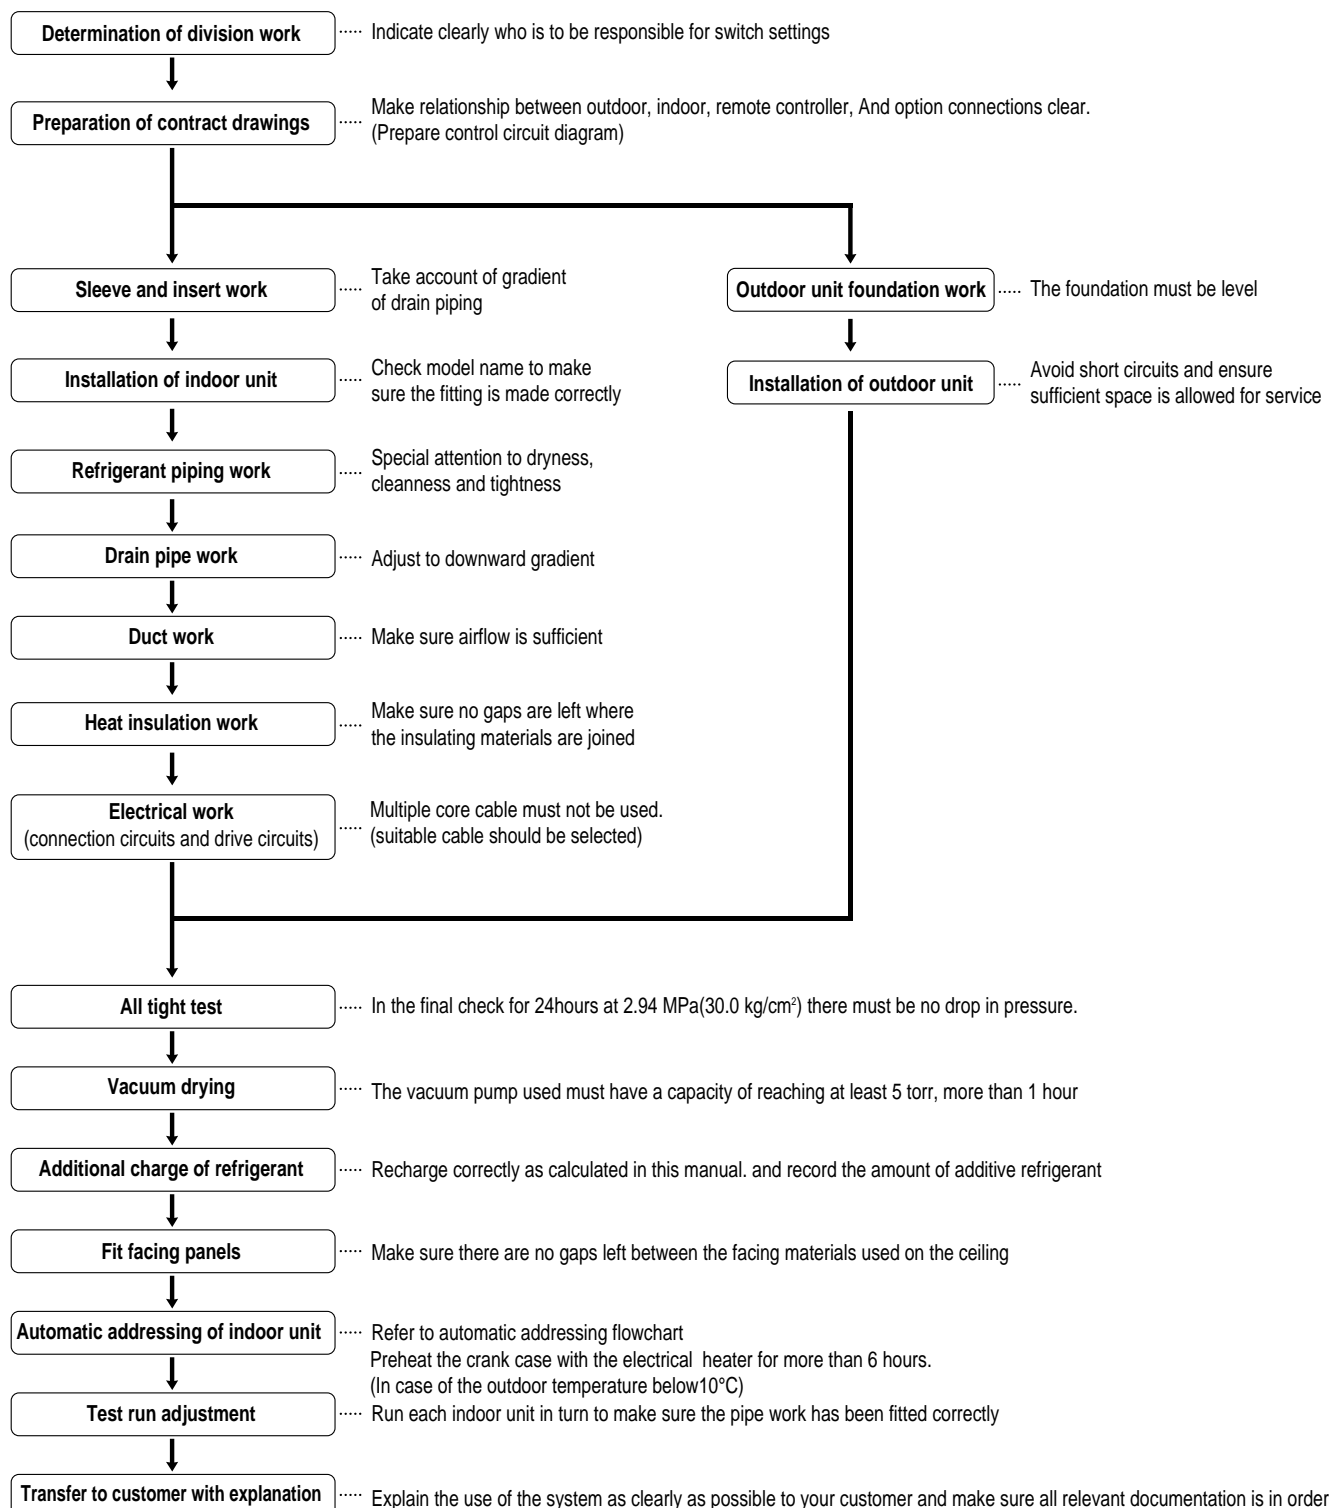 Determination of division work ····· Indicate clearly who is to be responsible for switch settings
Preparation of contract drawings ····· Make relationship between outdoor, indoor, remote controller, And option connections clear.
(Prepare control circuit diagram)
Sleeve and insert work ····· Take account of gradient
of drain piping
Installation of indoor unit ····· Check model name to make
sure the fitting is made correctly
Refrigerant piping work ····· Special attention to dryness,
cleanness and tightness
Drain pipe work ····· Adjust to downward gradient
Duct work ····· Make sure airflow is sufficient
Heat insulation work ····· Make sure no gaps are left where
the insulating materials are joined
Electrical work
(connection circuits and drive circuits) ····· Multiple core cable must not be used.
(suitable cable should be selected)
Outdoor unit foundation work ····· The foundation must be level
Installation of outdoor unit ····· Avoid short circuits and ensure
sufficient space is allowed for service
All tight test ····· In the final check for 24hours at 2.94 MPa(30.0 kg/cm²) there must be no drop in pressure.
Vacuum drying ····· The vacuum pump used must have a capacity of reaching at least 5 torr, more than 1 hour
Additional charge of refrigerant ····· Recharge correctly as calculated in this manual. and record the amount of additive refrigerant
Fit facing panels ····· Make sure there are no gaps left between the facing materials used on the ceiling
Automatic addressing of indoor unit ····· Refer to automatic addressing flowchart
Preheat the crank case with the electrical heater for more than 6 hours.
(In case of the outdoor temperature below10°C)
Test run adjustment ····· Run each indoor unit in turn to make sure the pipe work has been fitted correctly
Transfer to customer with explanation ····· Explain the use of the system as clearly as possible to your customer and make sure all relevant documentation is in order